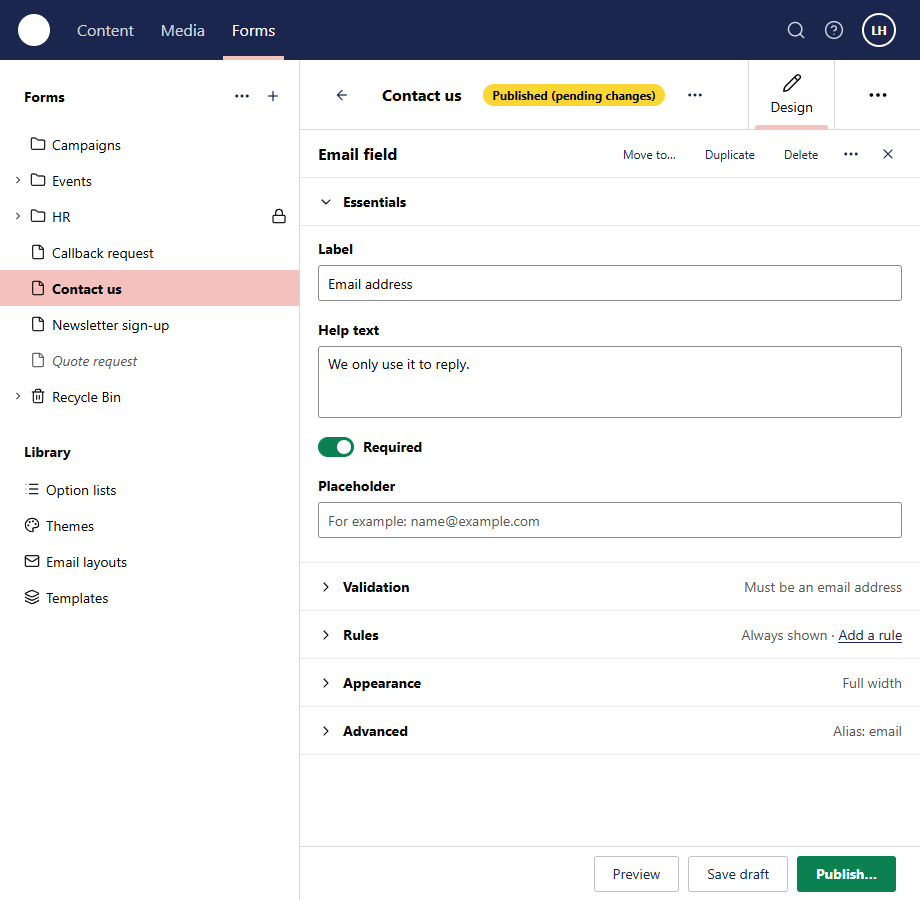 Content
Media
Forms
LH
Forms
Campaigns
Events
HR
Callback request
Contact us
Newsletter sign-up
Quote request
Recycle Bin
Library
Option lists
Themes
Email layouts
Templates
Contact us
Published (pending changes)
Design
Email field
Move to...
Duplicate
Delete
Essentials
Label
Email address
Help text
We only use it to reply.
Required
Placeholder
For example: name@example.com
Validation
Must be an email address
Rules
Always shown · Add a rule
Appearance
Full width
Advanced
Alias: email
Preview
Save draft
Publish...